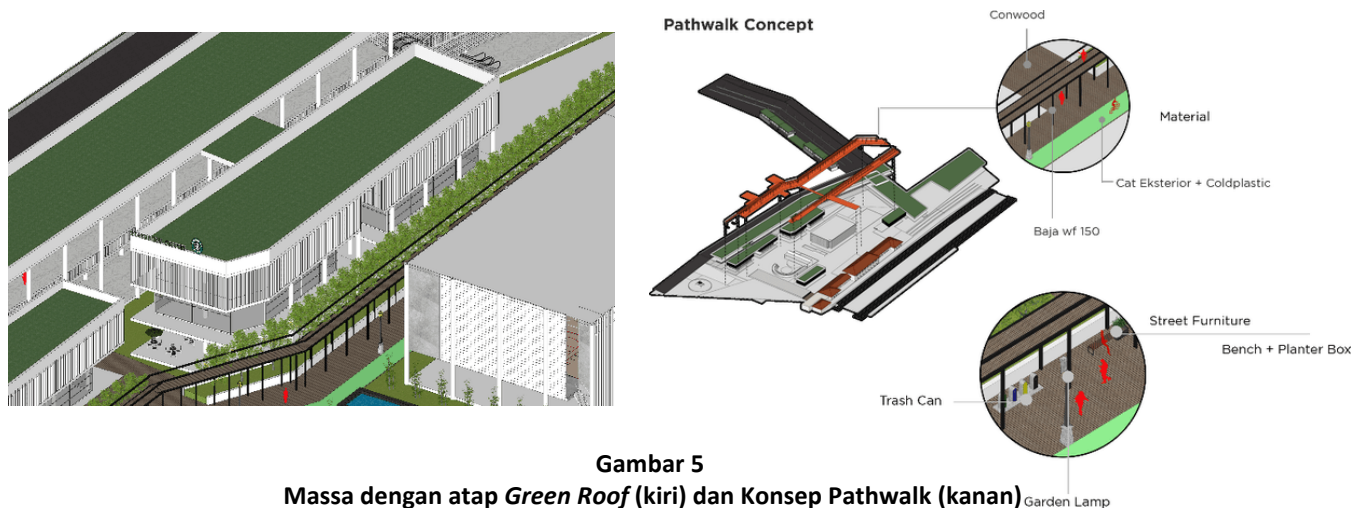 Pathwalk Concept
Conwood
Material
Cat Eksterior + Coldplastic
Baja wf 150
Street Furniture
Bench + Planter Box
Trash Can
Garden Lamp
Gambar 5
Massa dengan atap Green Roof (kiri) dan Konsep Pathwalk (kanan)